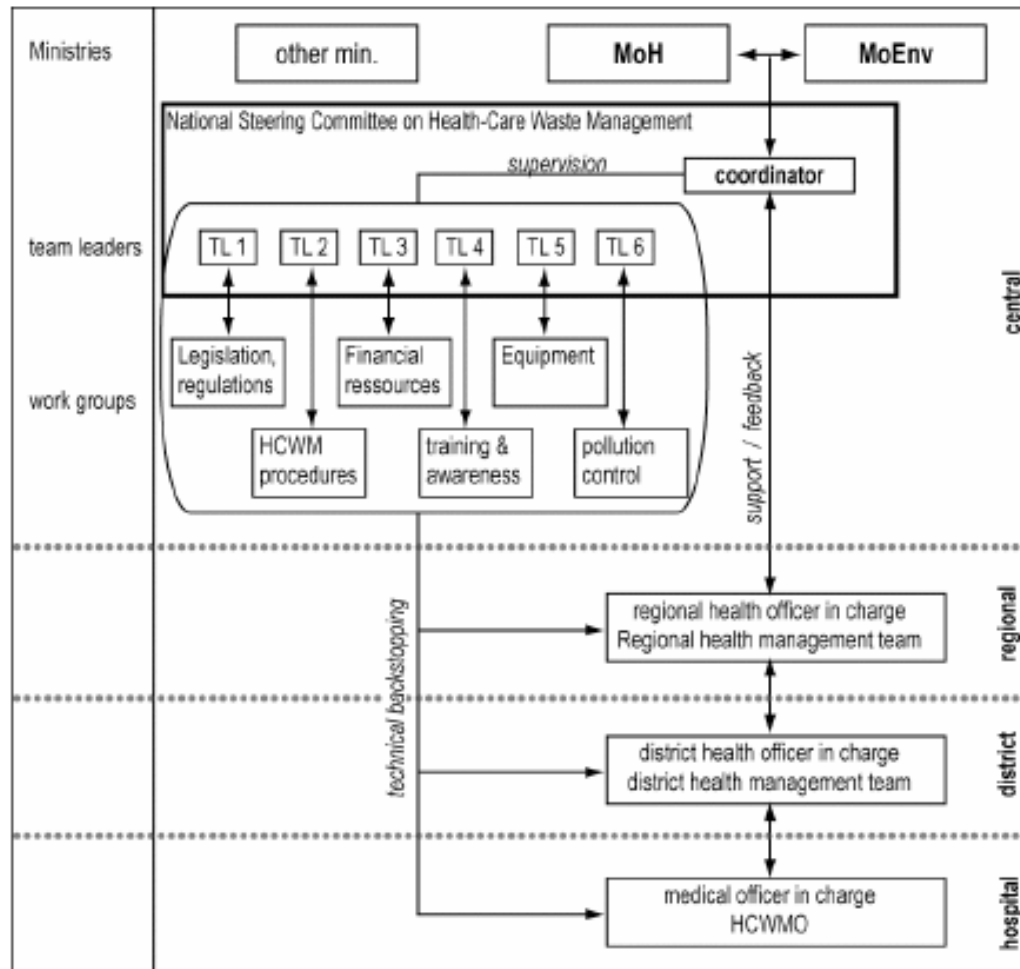 Ministries
other min.
MoH
MoEnv
National Steering Committee on Health-Care Waste Management
supervision
coordinator
team leaders
TL 1
TL 2
TL 3
TL 4
TL 5
TL 6
central
Legislation,
regulations
Financial
ressources
Equipment
work groups
HCWM
procedures
training &
awareness
pollution
control
support / feedback
technical backstopping
regional health officer in charge
Regional health management team
regional
district health officer in charge
district health management team
district
medical officer in charge
HCWMO
hospital